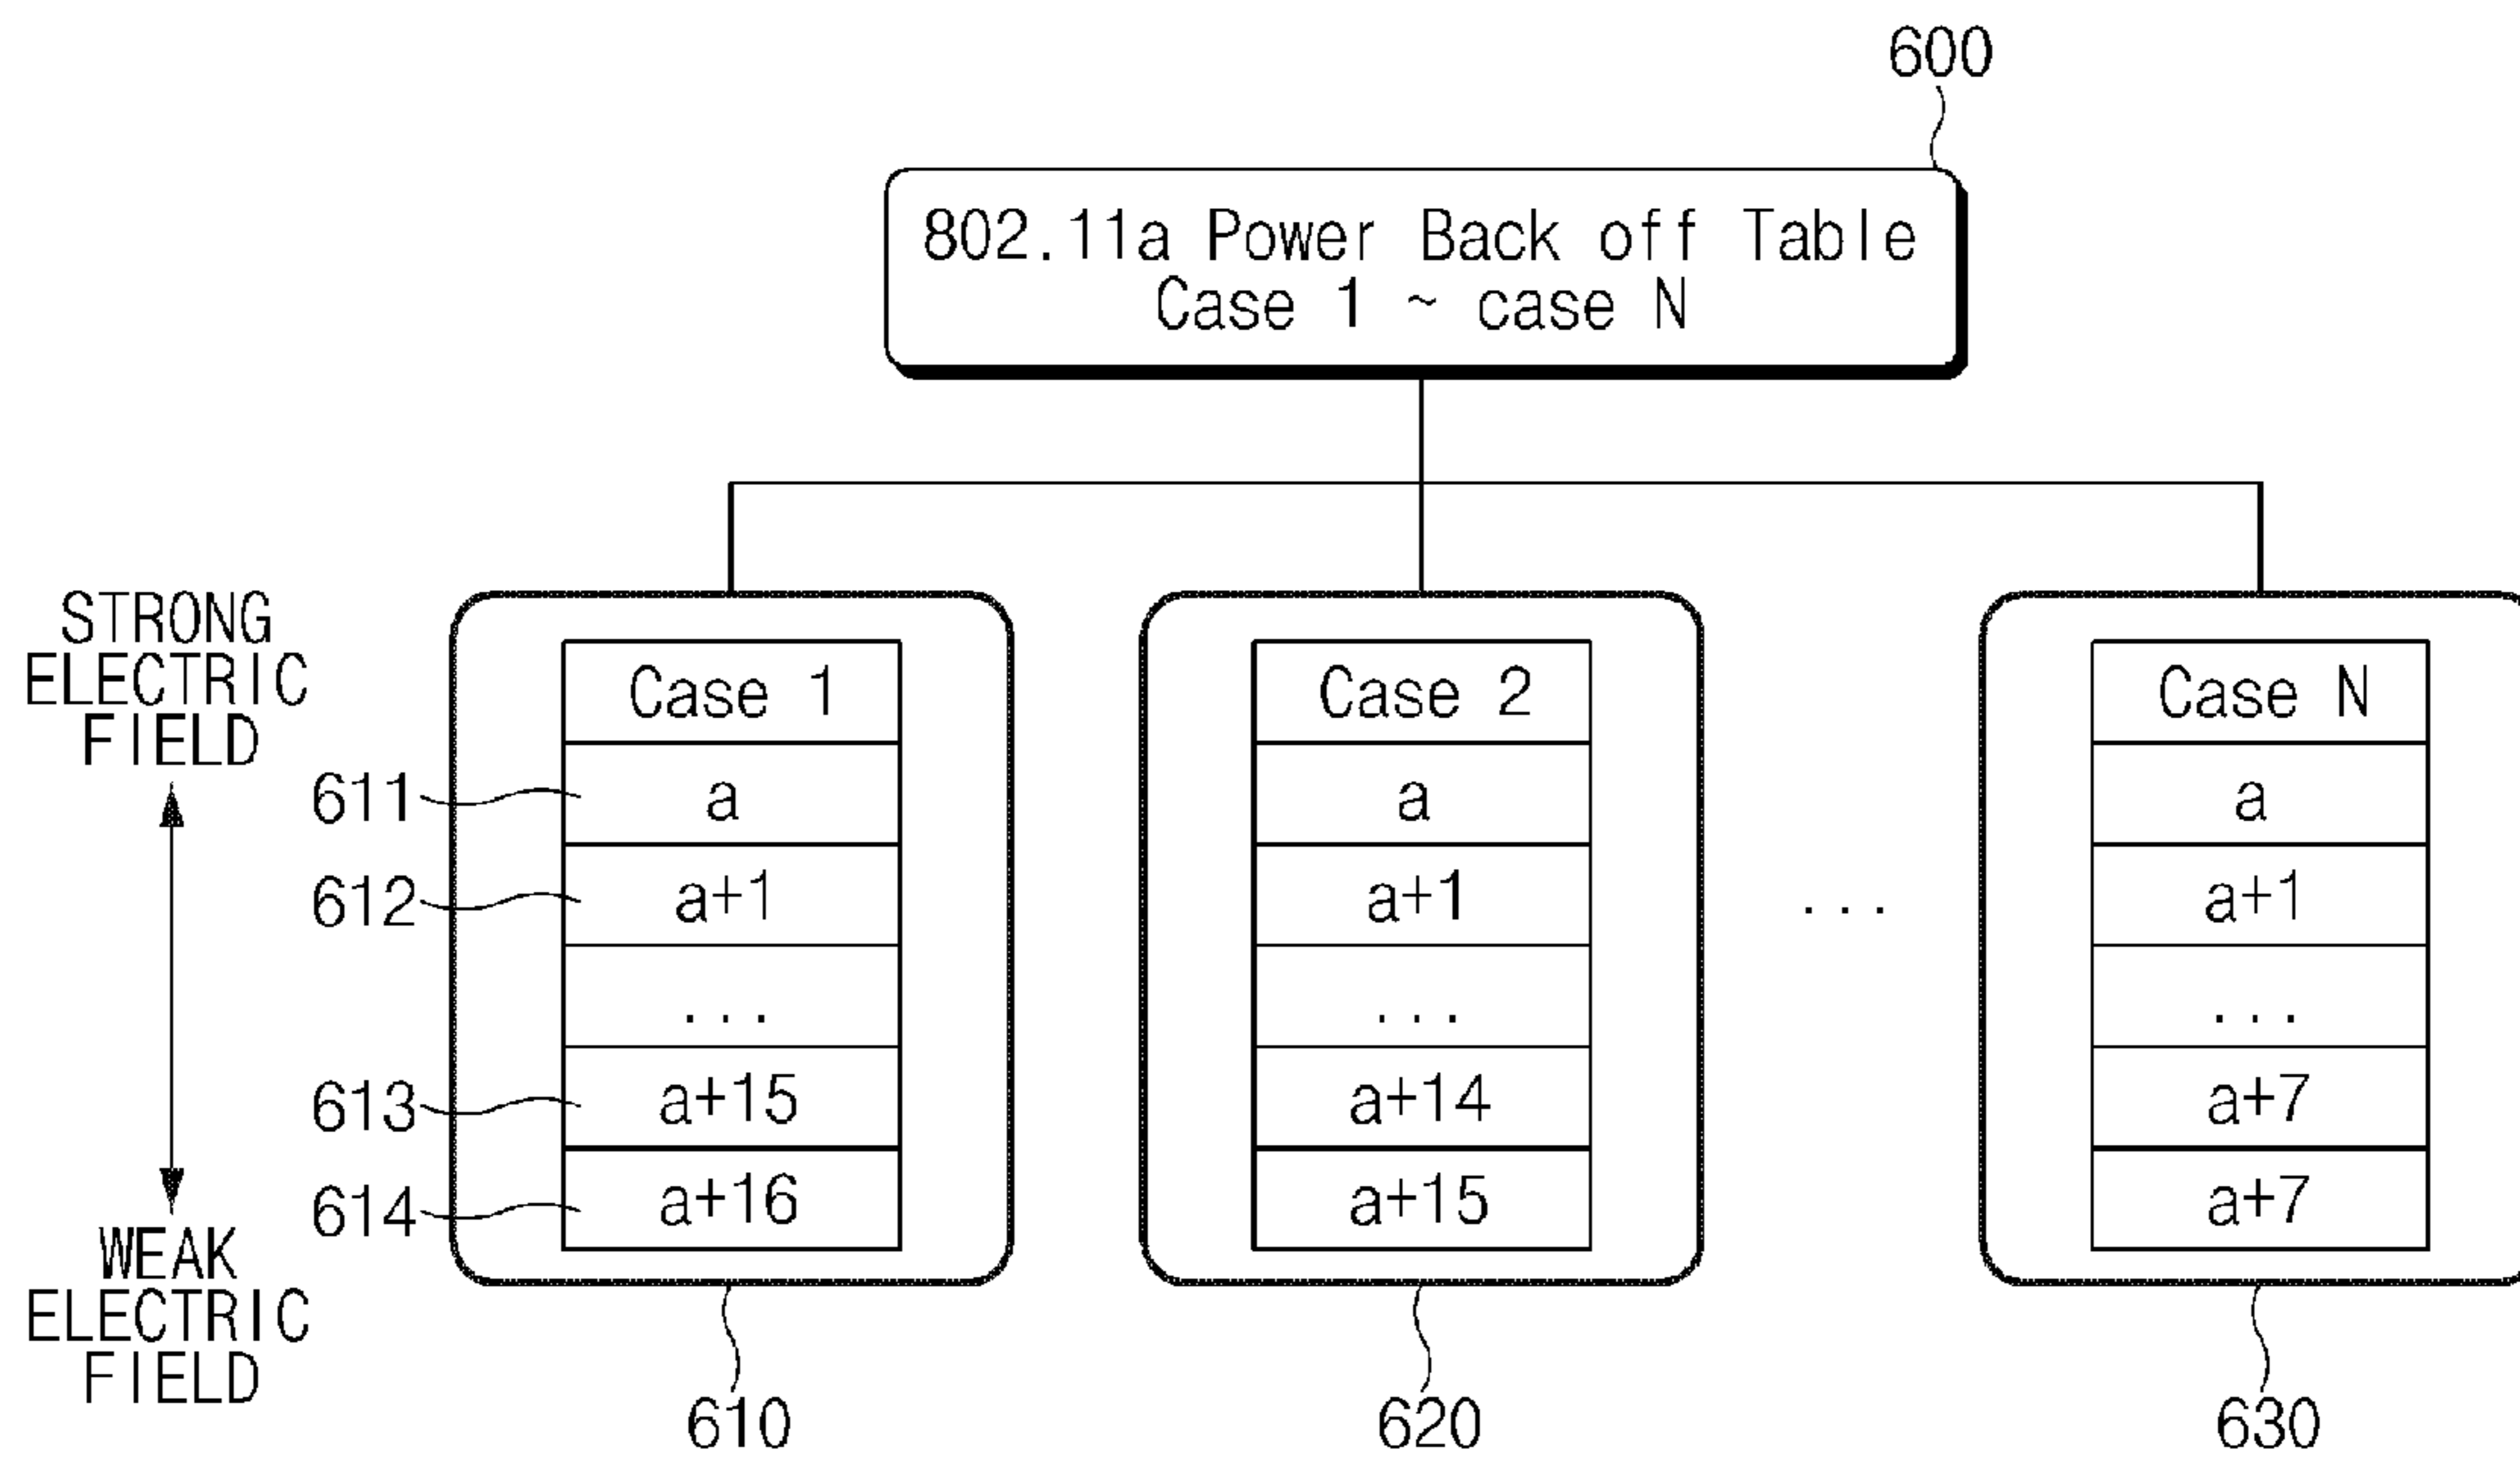 600
802.11a Power Back off Table
Case 1 ~ case N
STRONG
ELECTRIC
FIELD
WEAK
ELECTRIC
FIELD
611
612
613
614
Case 1
a
a+1
...
a+15
a+16
610
Case 2
a
a+1
...
a+14
a+15
620
...
Case N
a
a+1
...
a+7
a+7
630